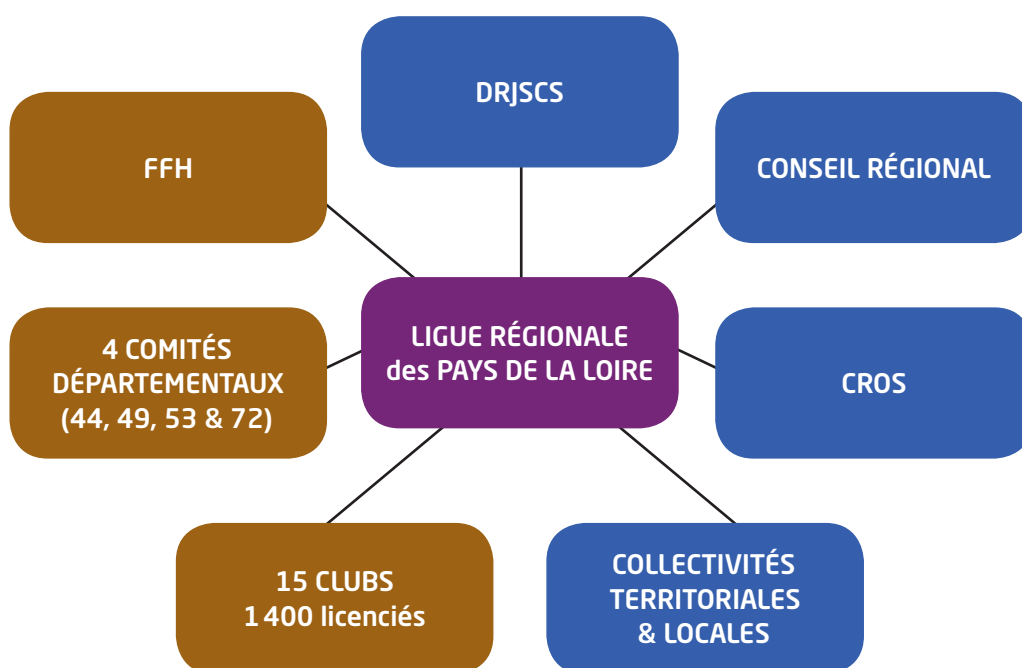 DRJSCS
FFH
CONSEIL RÉGIONAL
LIGUE RÉGIONALE
des PAYS DE LA LOIRE
4 COMITÉS
DÉPARTEMENTAUX
(44, 49, 53 & 72)
CROS
15 CLUBS
1 400 licenciés
COLLECTIVITÉS
TERRITORIALES
& LOCALES